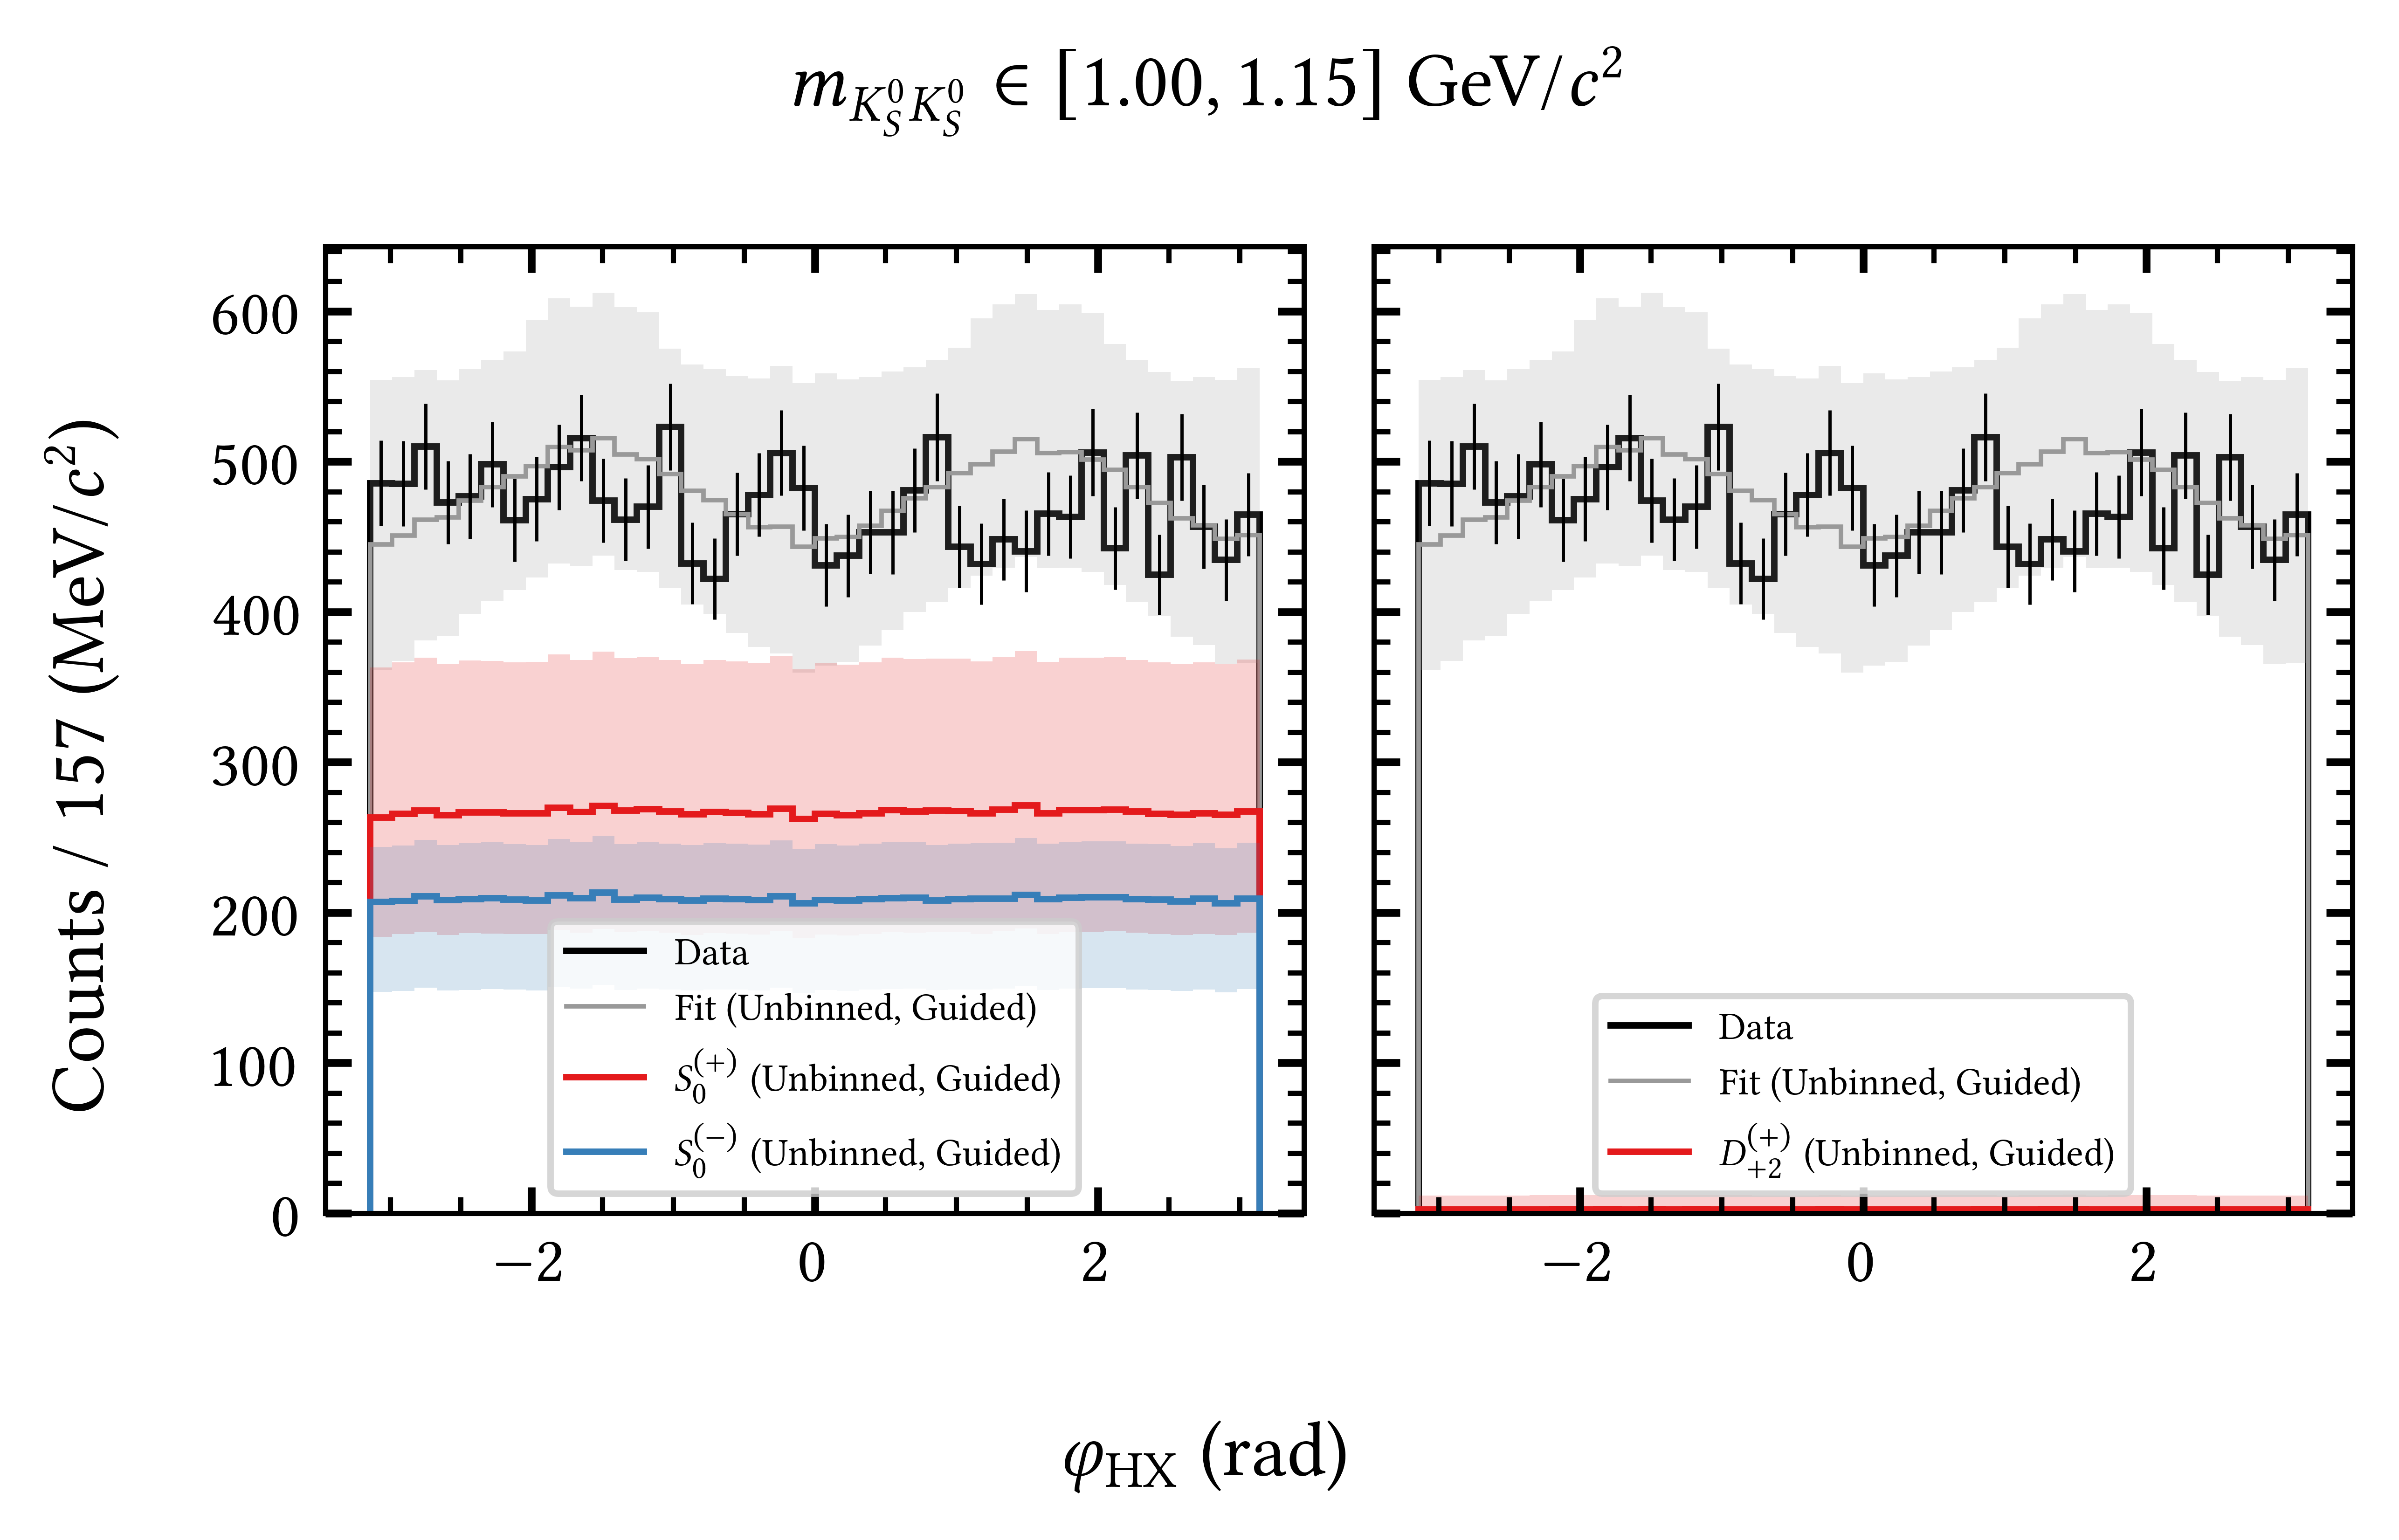 m_{K_S^0 K_S^0} ∈ [1.00, 1.15] GeV/c²
Counts / 157 (MeV/c²)
600
500
400
300
200
100
0
Data
Fit (Unbinned, Guided)
S_0^{(+)} (Unbinned, Guided)
S_0^{(−)} (Unbinned, Guided)
−2 0 2
Data
Fit (Unbinned, Guided)
D_{+2}^{(+)} (Unbinned, Guided)
−2 0 2
φ_HX (rad)